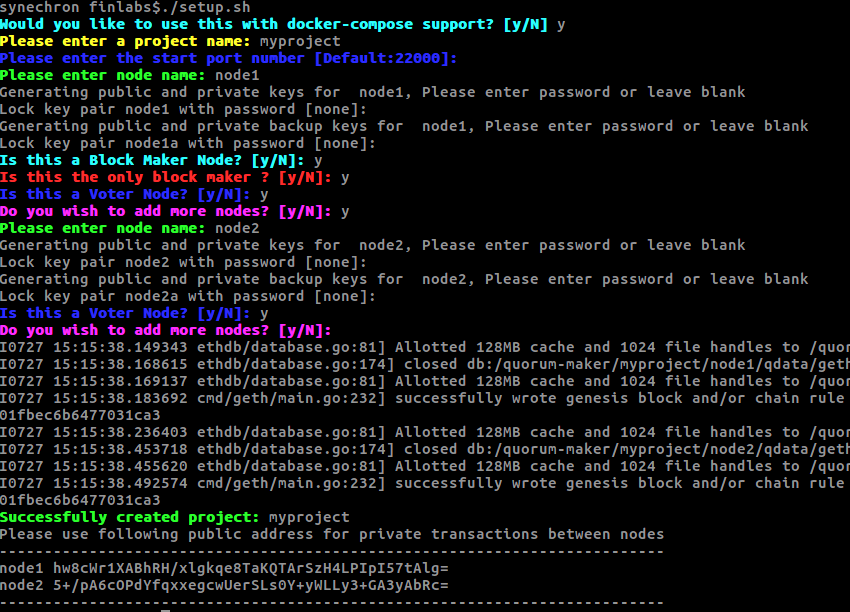 synechron finlabs$./setup.sh
Would you like to use this with docker-compose support? [y/N] y
Please enter a project name: myproject
Please enter the start port number [Default:22000]:
Please enter node name: node1
Generating public and private keys for  node1, Please enter password or leave blank
Lock key pair node1 with password [none]:
Generating public and private backup keys for  node1, Please enter password or leave blank
Lock key pair node1a with password [none]:
Is this a Block Maker Node? [y/N]: y
Is this the only block maker ? [y/N]: y
Is this a Voter Node? [y/N]: y
Do you wish to add more nodes? [y/N]: y
Please enter node name: node2
Generating public and private keys for  node2, Please enter password or leave blank
Lock key pair node2 with password [none]:
Generating public and private backup keys for  node2, Please enter password or leave blank
Lock key pair node2a with password [none]:
Is this a Voter Node? [y/N]: y
Do you wish to add more nodes? [y/N]:
I0727 15:15:38.149343 ethdb/database.go:81] Allotted 128MB cache and 1024 file handles to /quor
I0727 15:15:38.168615 ethdb/database.go:174] closed db:/quorum-maker/myproject/node1/qdata/geth
I0727 15:15:38.169137 ethdb/database.go:81] Allotted 128MB cache and 1024 file handles to /quor
I0727 15:15:38.183692 cmd/geth/main.go:232] successfully wrote genesis block and/or chain rule
01fbec6b6477031ca3
I0727 15:15:38.236403 ethdb/database.go:81] Allotted 128MB cache and 1024 file handles to /quor
I0727 15:15:38.453718 ethdb/database.go:174] closed db:/quorum-maker/myproject/node2/qdata/geth
I0727 15:15:38.455620 ethdb/database.go:81] Allotted 128MB cache and 1024 file handles to /quor
I0727 15:15:38.492574 cmd/geth/main.go:232] successfully wrote genesis block and/or chain rule
01fbec6b6477031ca3
Successfully created project: myproject
Please use following public address for private transactions between nodes
--------------------------------------------------------------------------
node1 hw8cWr1XABhRH/xlgkqe8TaKQTArSzH4LPIpI57tAlg=
node2 5+/pA6cOPdYfqxxegcwUerSLsOY+yWLLy3+GA3yAbRc=
--------------------------------------------------------------------------